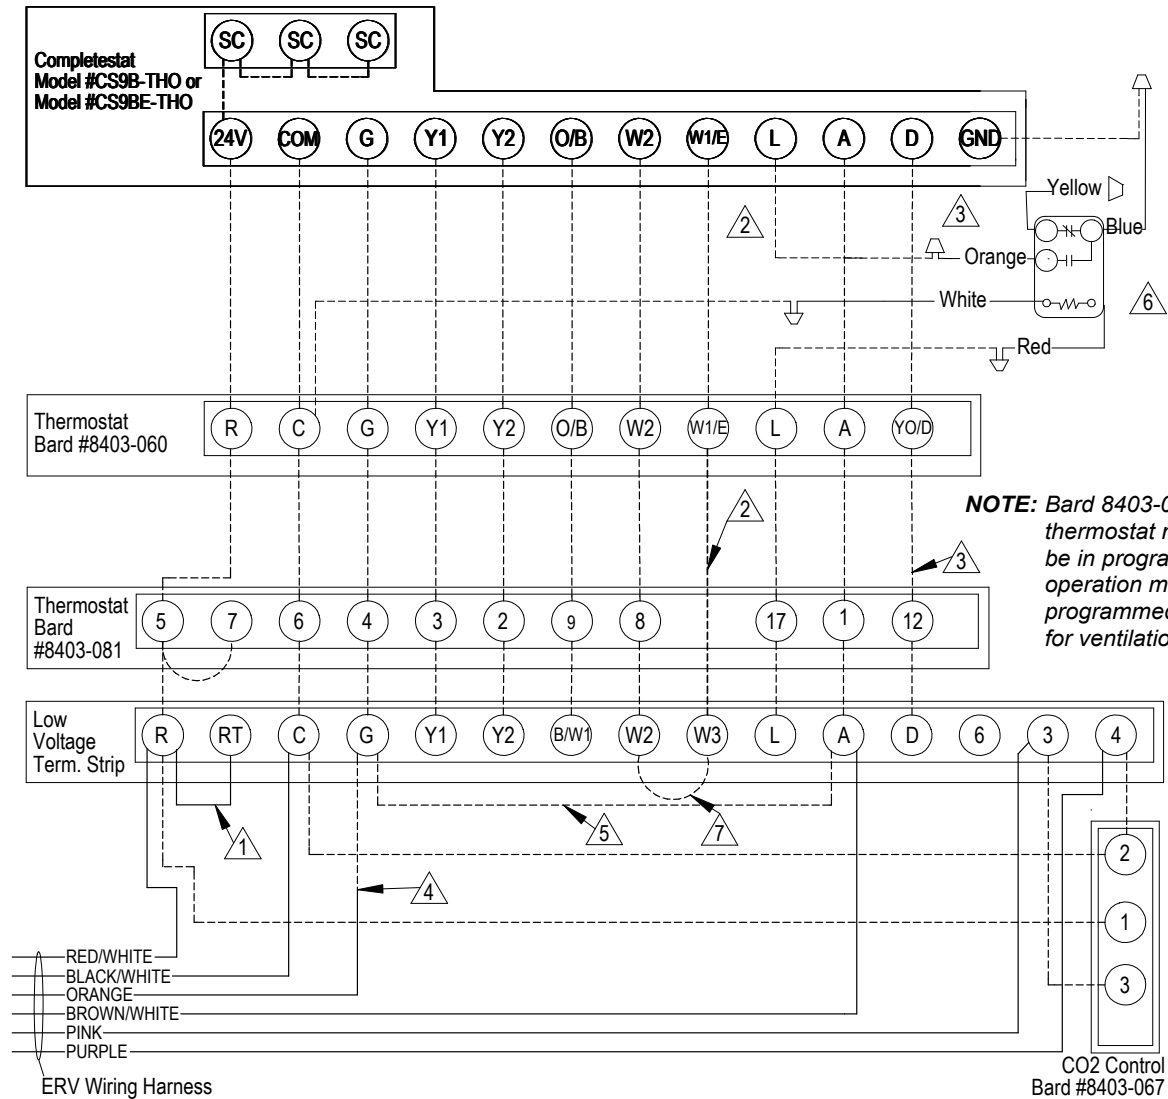 SC SC SC
Completestat
Model #CS9B-THO or
Model #CS9BE-THO
24V COM G Y1 Y2 O/B W2 W1/E L A D GND
Yellow
2
3
Blue
Orange
White
6
Red
Thermostat
Bard #8403-060
R C G Y1 Y2 O/B W2 W1/E L A YO/D
NOTE: Bard 8403-0
thermostat
be in progra
operation m
programmed
for ventilatio
2
3
Thermostat
Bard
#8403-081
5 7 6 4 3 2 9 8 17 1 12
Low
Voltage
Term. Strip
R RT C G Y1 Y2 B/W1 W2 W3 L A D 6 3 4
1
5
7
4
2
1
3
RED/WHITE
BLACK/WHITE
ORANGE
BROWN/WHITE
PINK
PURPLE
ERV Wiring Harness
CO2 Control
Bard #8403-067